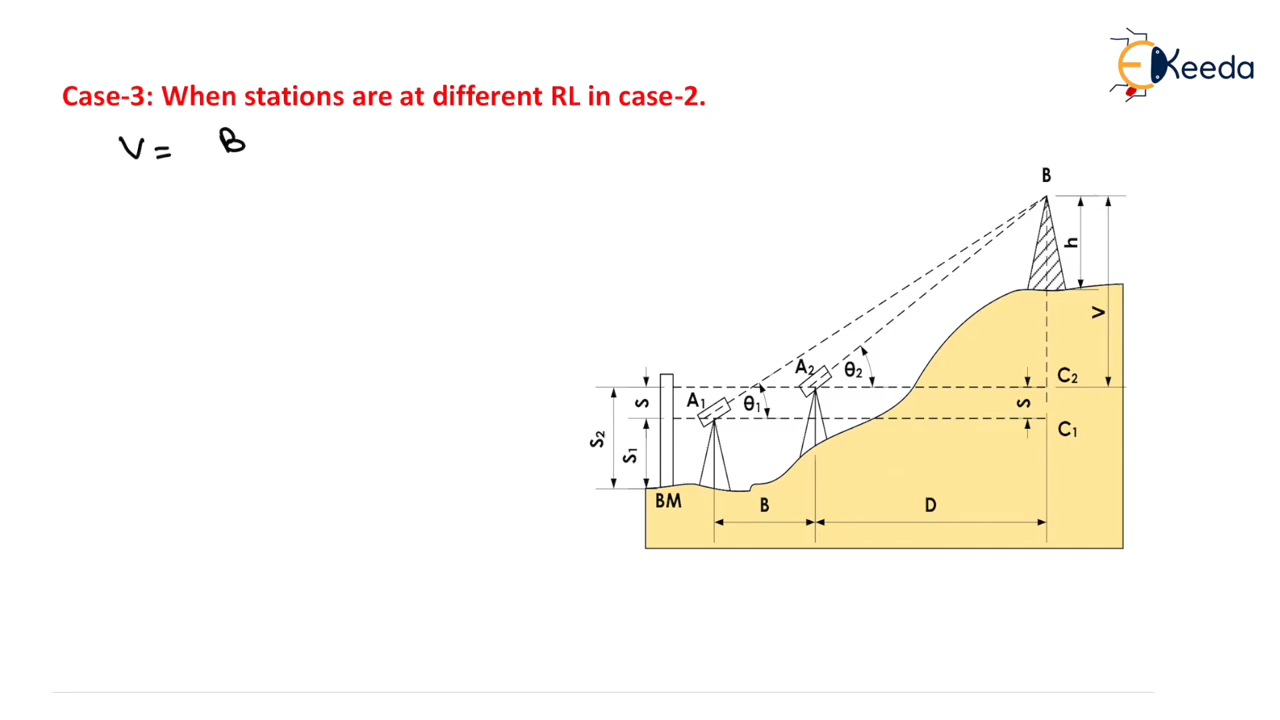 EKeeda
Case-3: When stations are at different RL in case-2.
V = B
B
h
V
A₂
θ₂
C₂
S
A₁
θ₁
S
C₁
S₂
S₁
BM
B
D